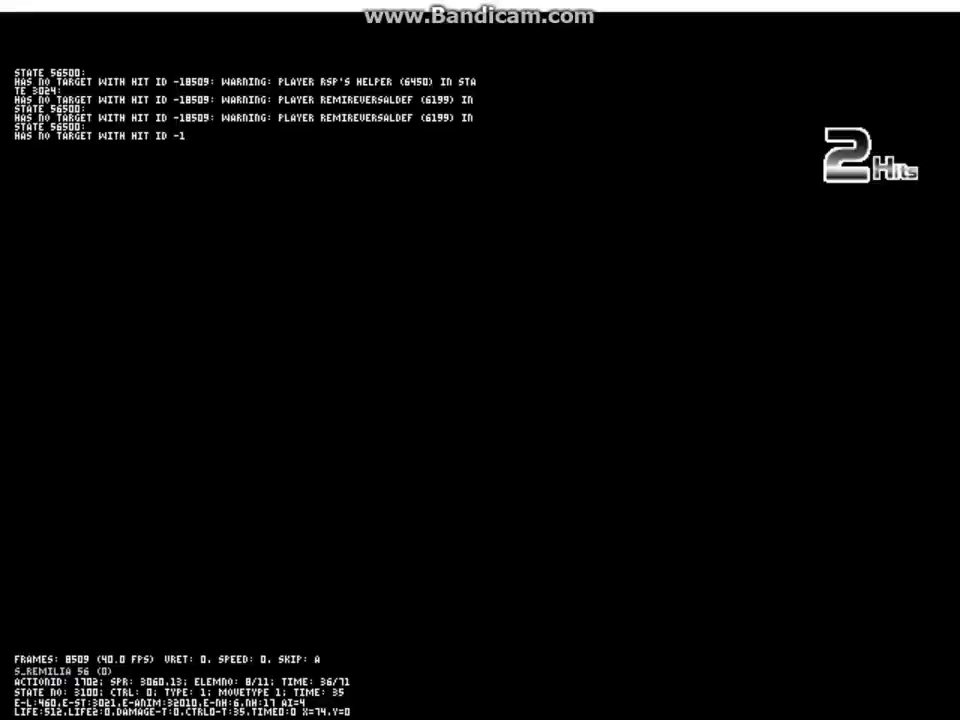 www.Bandicam.com
STATE 56500:
HAS NO TARGET WITH HIT ID -18509: WARNING: PLAYER RSP'S HELPER (6450) IN STA
TE 3024:
HAS NO TARGET WITH HIT ID -18509: WARNING: PLAYER REMIREVERSALDEF (6199) IN
STATE 56500:
HAS NO TARGET WITH HIT ID -18509: WARNING: PLAYER REMIREVERSALDEF (6199) IN
STATE 56500:
HAS NO TARGET WITH HIT ID -1
2 Hits
FRAMES: 8509 (40.0 FPS) VRET: 0. SPEED: 0. SKIP: A
S_REMILIA 56 (0)
ACTIONID: 1702; SPR: 3060.13; ELEMNO: 8/11; TIME: 36/71
STATE NO: 3100; CTRL: 0; TYPE: 1; MOVETYPE 1; TIME: 35
E-L:460,E-ST:3021,E-ANIM:32010,E-NH:6,NH:17 AI=4
LIFE:512,LIFE2:0,DAMAGE-T:0,CTRL0-T:35,TIMED:0 X=74,Y=0